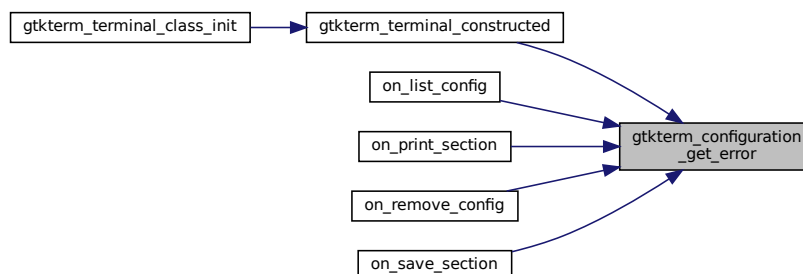 gtkterm_terminal_class_init
gtkterm_terminal_constructed
on_list_config
on_print_section
on_remove_config
on_save_section
gtkterm_configuration
_get_error